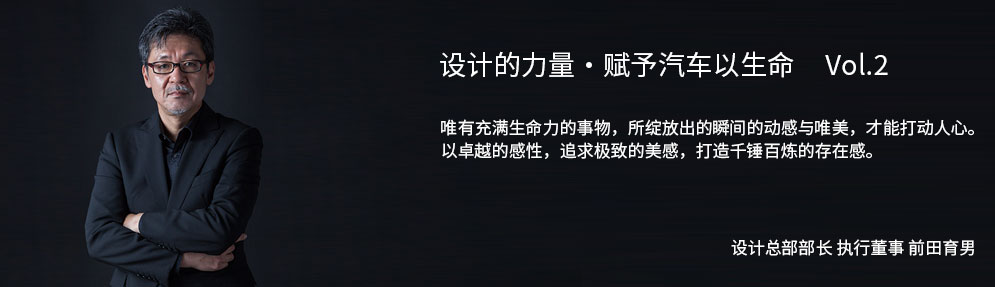 设计的力量·赋予汽车以生命 Vol.2
唯有充满生命力的事物，所绽放出的瞬间的动感与唯美，才能打动人心。
以卓越的感性，追求极致的美感，打造千锤百炼的存在感。
设计总部部长 执行董事 前田育男